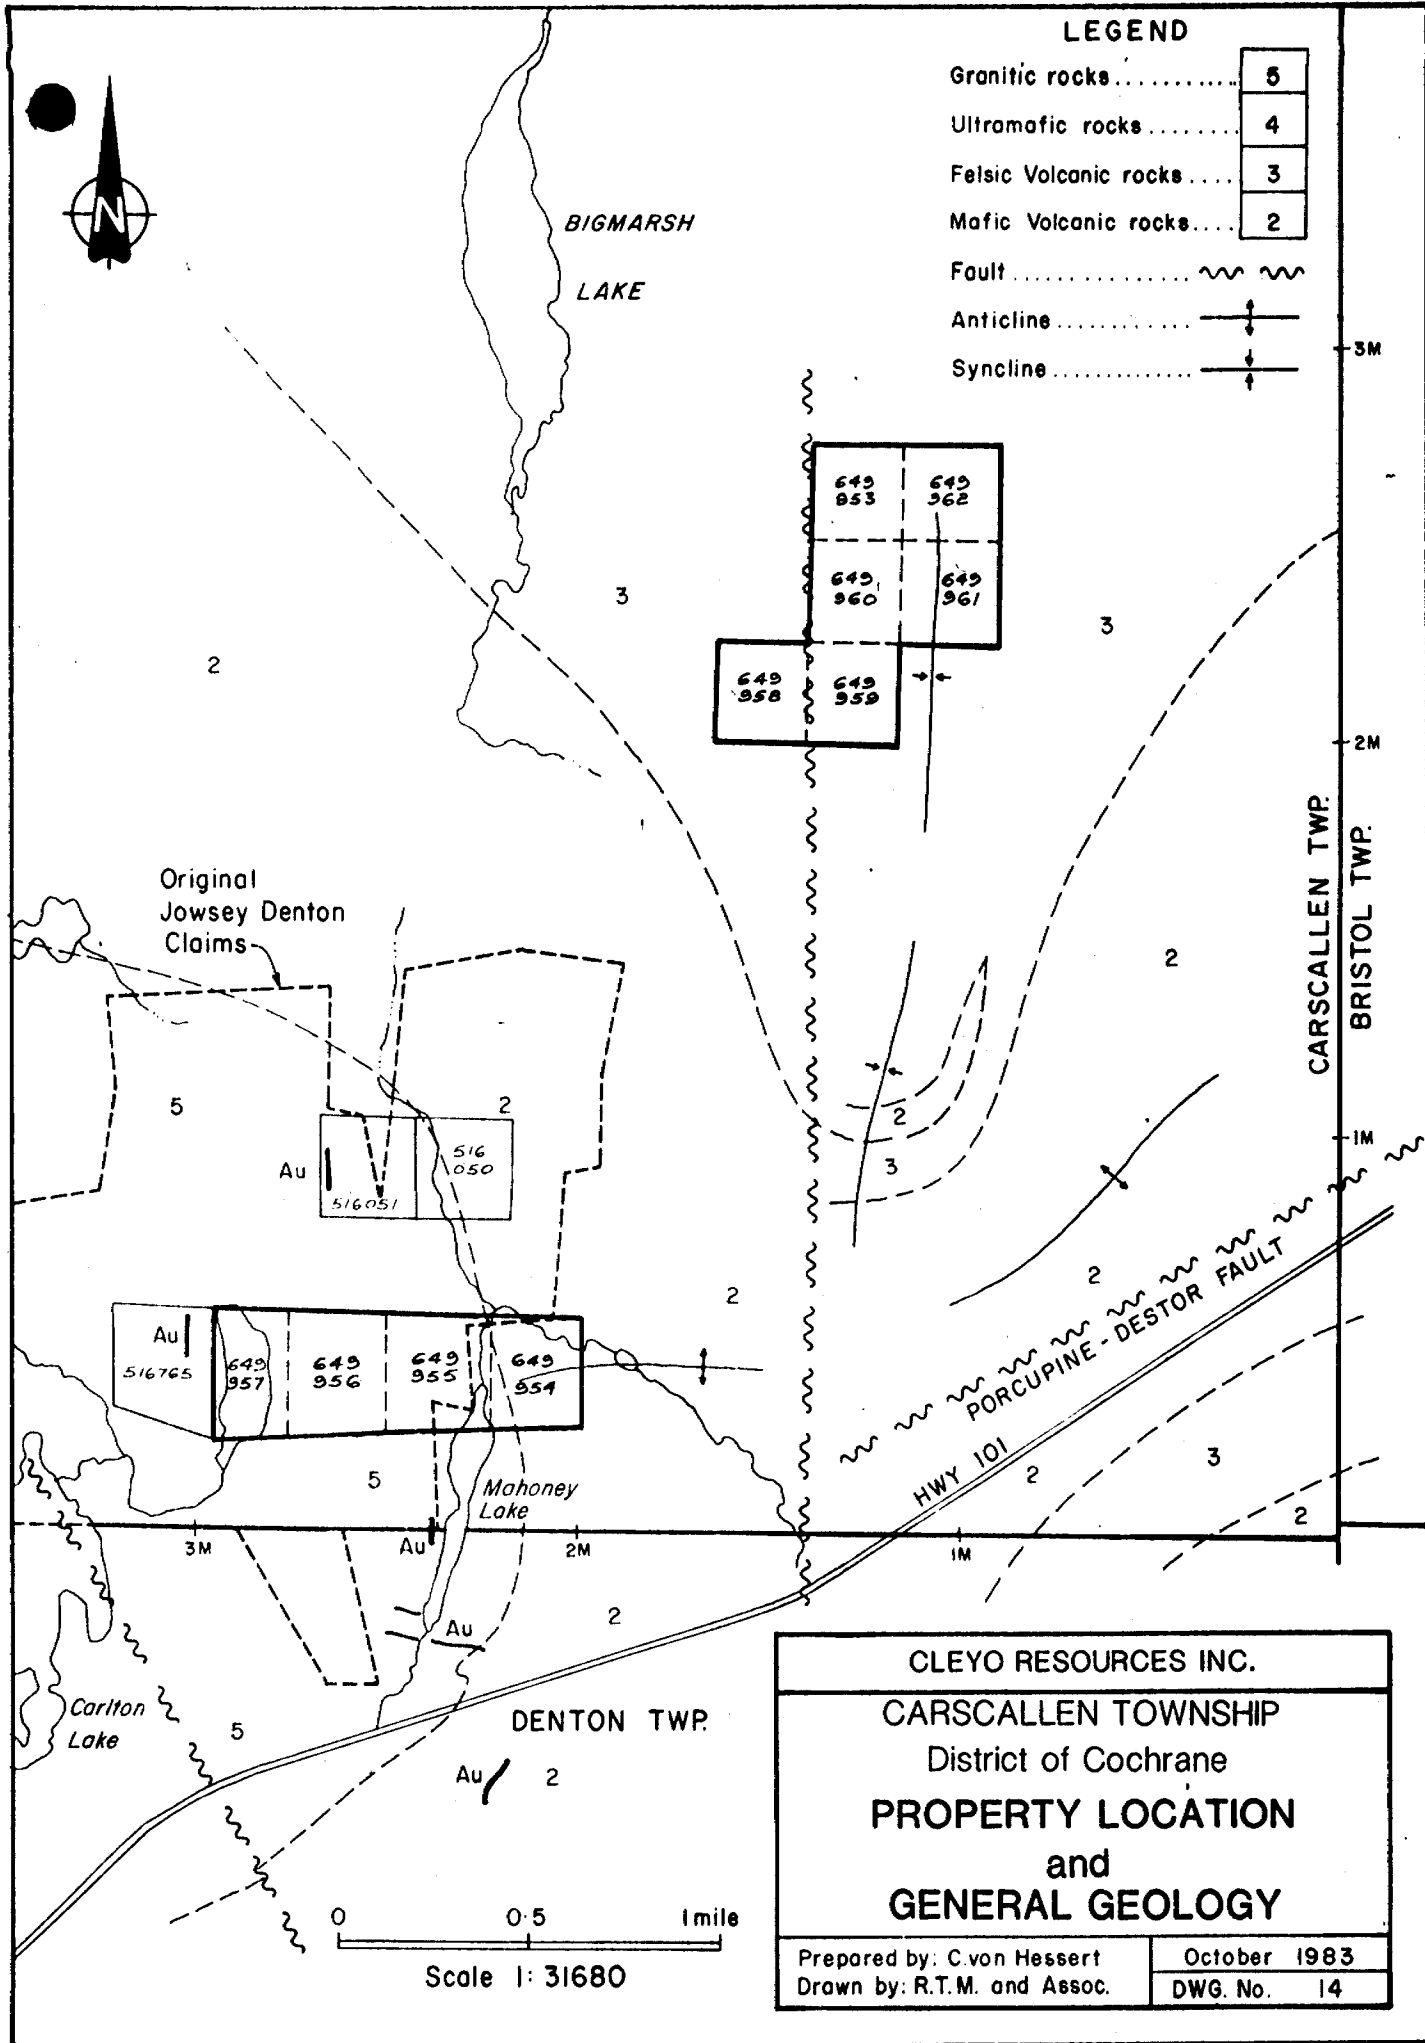 LEGEND
Granitic rocks............ 5
Ultramafic rocks........ 4
Felsic Volcanic rocks.... 3
Mafic Volcanic rocks.... 2
Fault
Anticline
Syncline
N
BIGMARSH
LAKE
3M
649
953
649
962
649
960
649
961
3
3
2
649
958
649
959
2M
CARSCALLEN TWP.
BRISTOL TWP.
Original
Jowsey Denton
Claims
2
5
2
2
3
1M
516
050
Au
516051
2
2
PORCUPINE-DESTOR FAULT
Au
516765
649
957
649
956
649
955
649
954
HWY 101
2
3
2
5
Mahoney
Lake
3M
Au
2M
1M
2
Au
Carlton
Lake
5
DENTON TWP.
Au
2
0 0·5 1mile
Scale 1: 31680
CLEYO RESOURCES INC.
CARSCALLEN TOWNSHIP
District of Cochrane
PROPERTY LOCATION
and
GENERAL GEOLOGY
Prepared by: C.von Hessert
Drawn by: R.T.M. and Assoc.
October 1983
DWG. No. 14